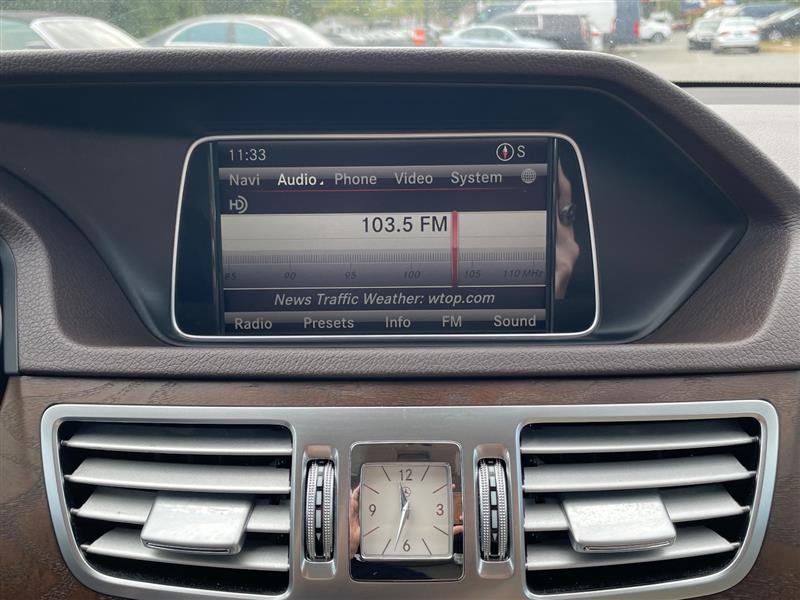 11:33 S
Navi Audio Phone Video System
HD
103.5 FM
85 90 95 100 105 110 MHz
News Traffic Weather: wtop.com
Radio Presets Info FM Sound
12
9 3
6